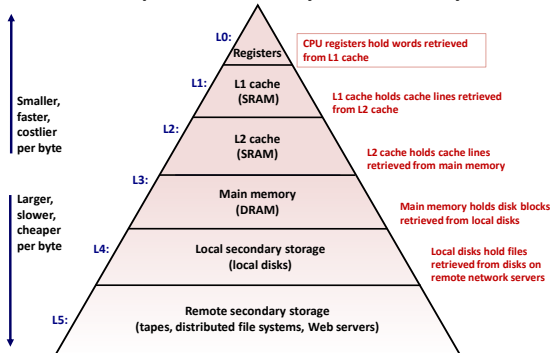 L0:
Registers
CPU registers hold words retrieved
from L1 cache
L1:
L1 cache
(SRAM)
L1 cache holds cache lines retrieved
from L2 cache
Smaller,
faster,
costlier
per byte
L2:
L2 cache
(SRAM)
L2 cache holds cache lines
retrieved from main memory
L3:
Main memory
(DRAM)
Main memory holds disk blocks
retrieved from local disks
Larger,
slower,
cheaper
per byte
L4:
Local secondary storage
(local disks)
Local disks hold files
retrieved from disks on
remote network servers
L5:
Remote secondary storage
(tapes, distributed file systems, Web servers)